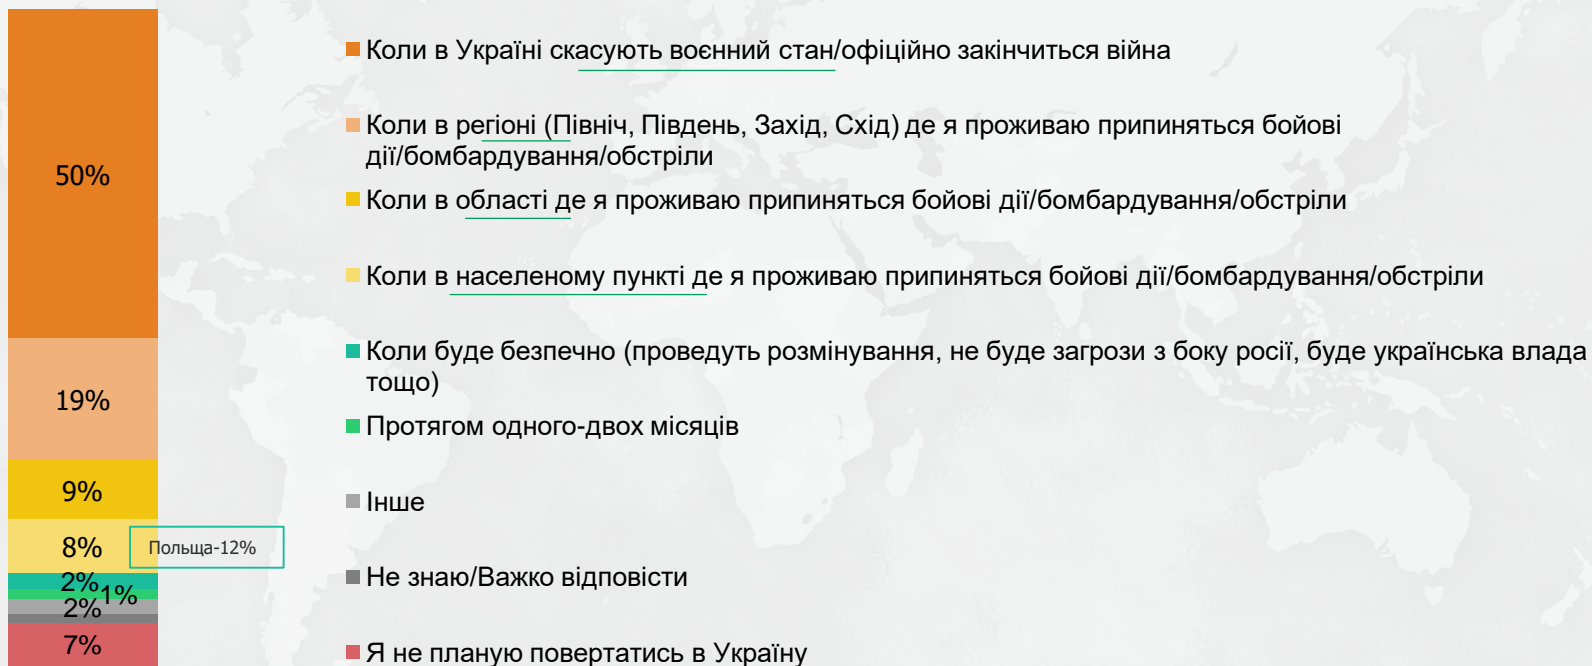 50%
19%
9%
8%
Польща-12%
2%
1%
2%
7%
Коли в Україні скасують воєнний стан/офіційно закінчиться війна
Коли в регіоні (Північ, Південь, Захід, Схід) де я проживаю припиняться бойові
дії/бомбардування/обстріли
Коли в області де я проживаю припиняться бойові дії/бомбардування/обстріли
Коли в населеному пункті де я проживаю припиняться бойові дії/бомбардування/обстріли
Коли буде безпечно (проведуть розмінування, не буде загрози з боку росії, буде українська влада
тощо)
Протягом одного-двох місяців
Інше
Не знаю/Важко відповісти
Я не планую повертатись в Україну